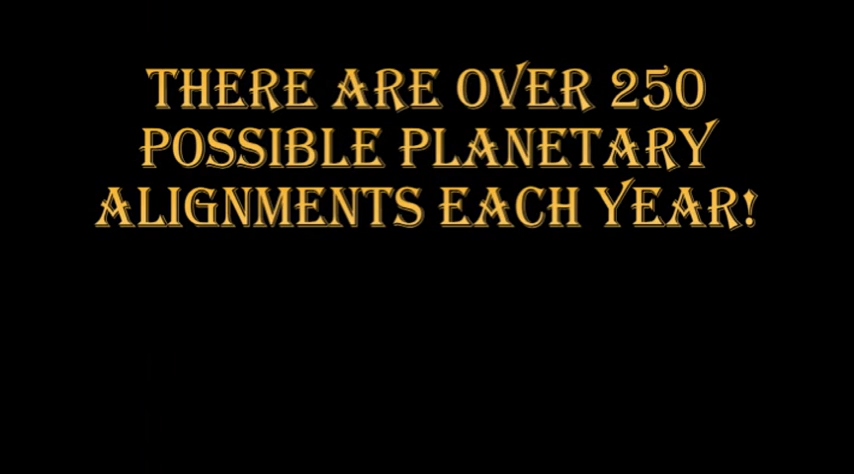 THERE ARE OVER 250
POSSIBLE PLANETARY
ALIGNMENTS EACH YEAR!